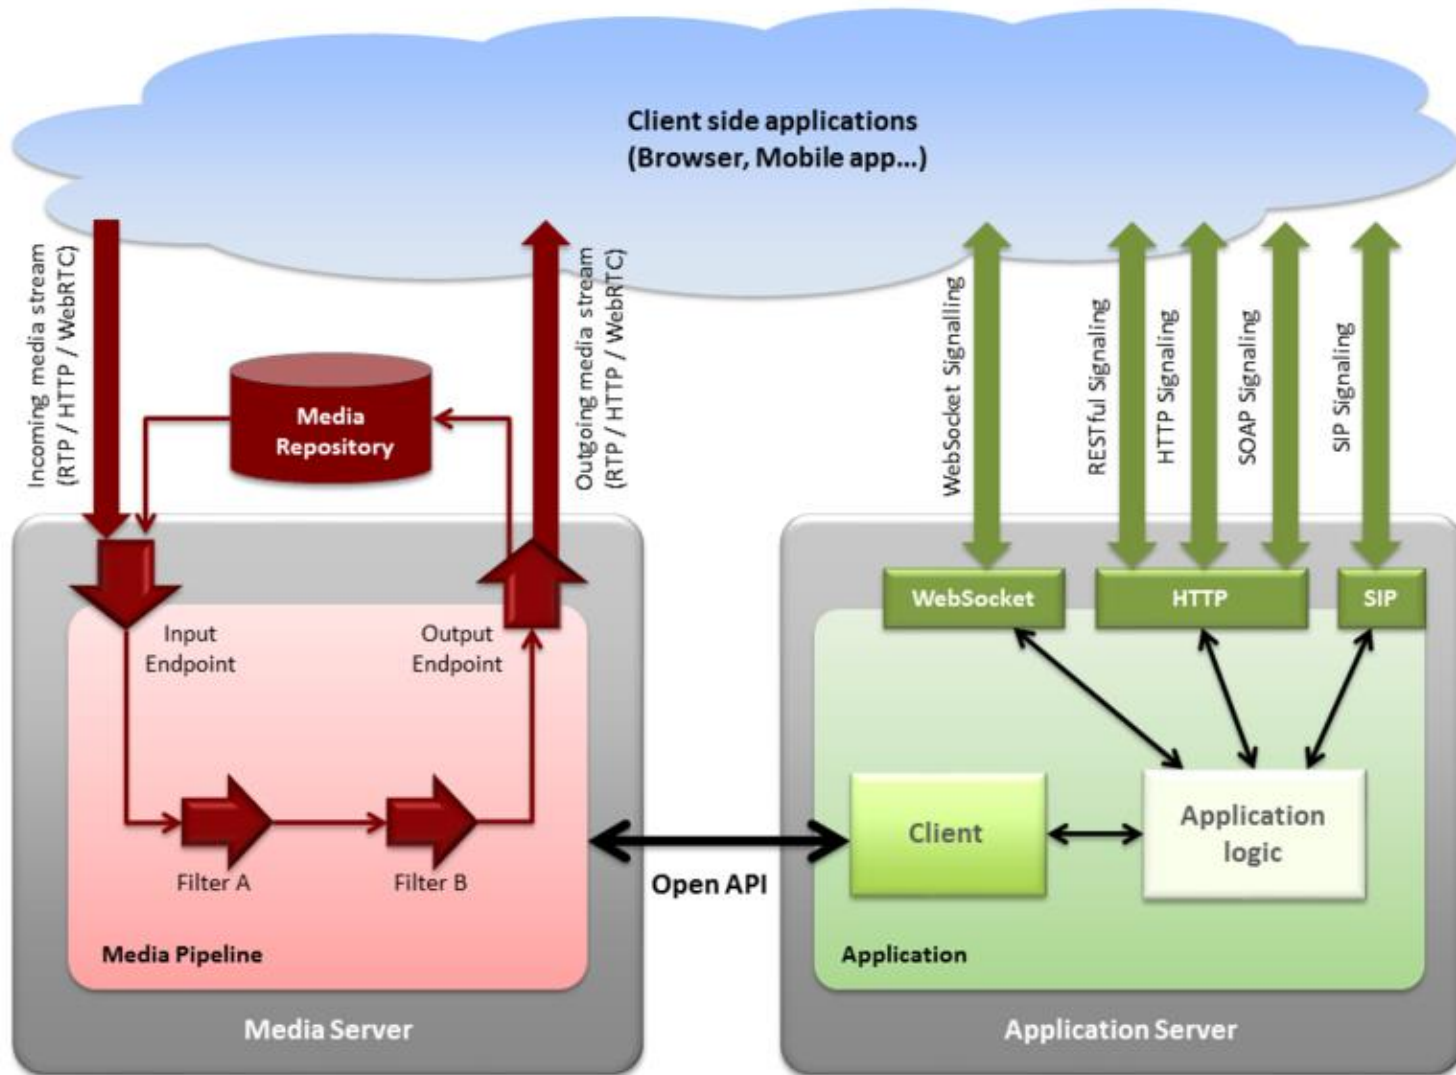 Client side applications
(Browser, Mobile app...)
Incoming media stream
(RTP / HTTP / WebRTC)
Media
Repository
Outgoing media stream
(RTP / HTTP / WebRTC)
WebSocket Signalling
RESTful Signaling
HTTP Signaling
SOAP Signaling
SIP Signaling
Input
Endpoint
Output
Endpoint
Filter A
Filter B
Media Pipeline
Media Server
Open API
WebSocket
HTTP
SIP
Client
Application
logic
Application
Application Server